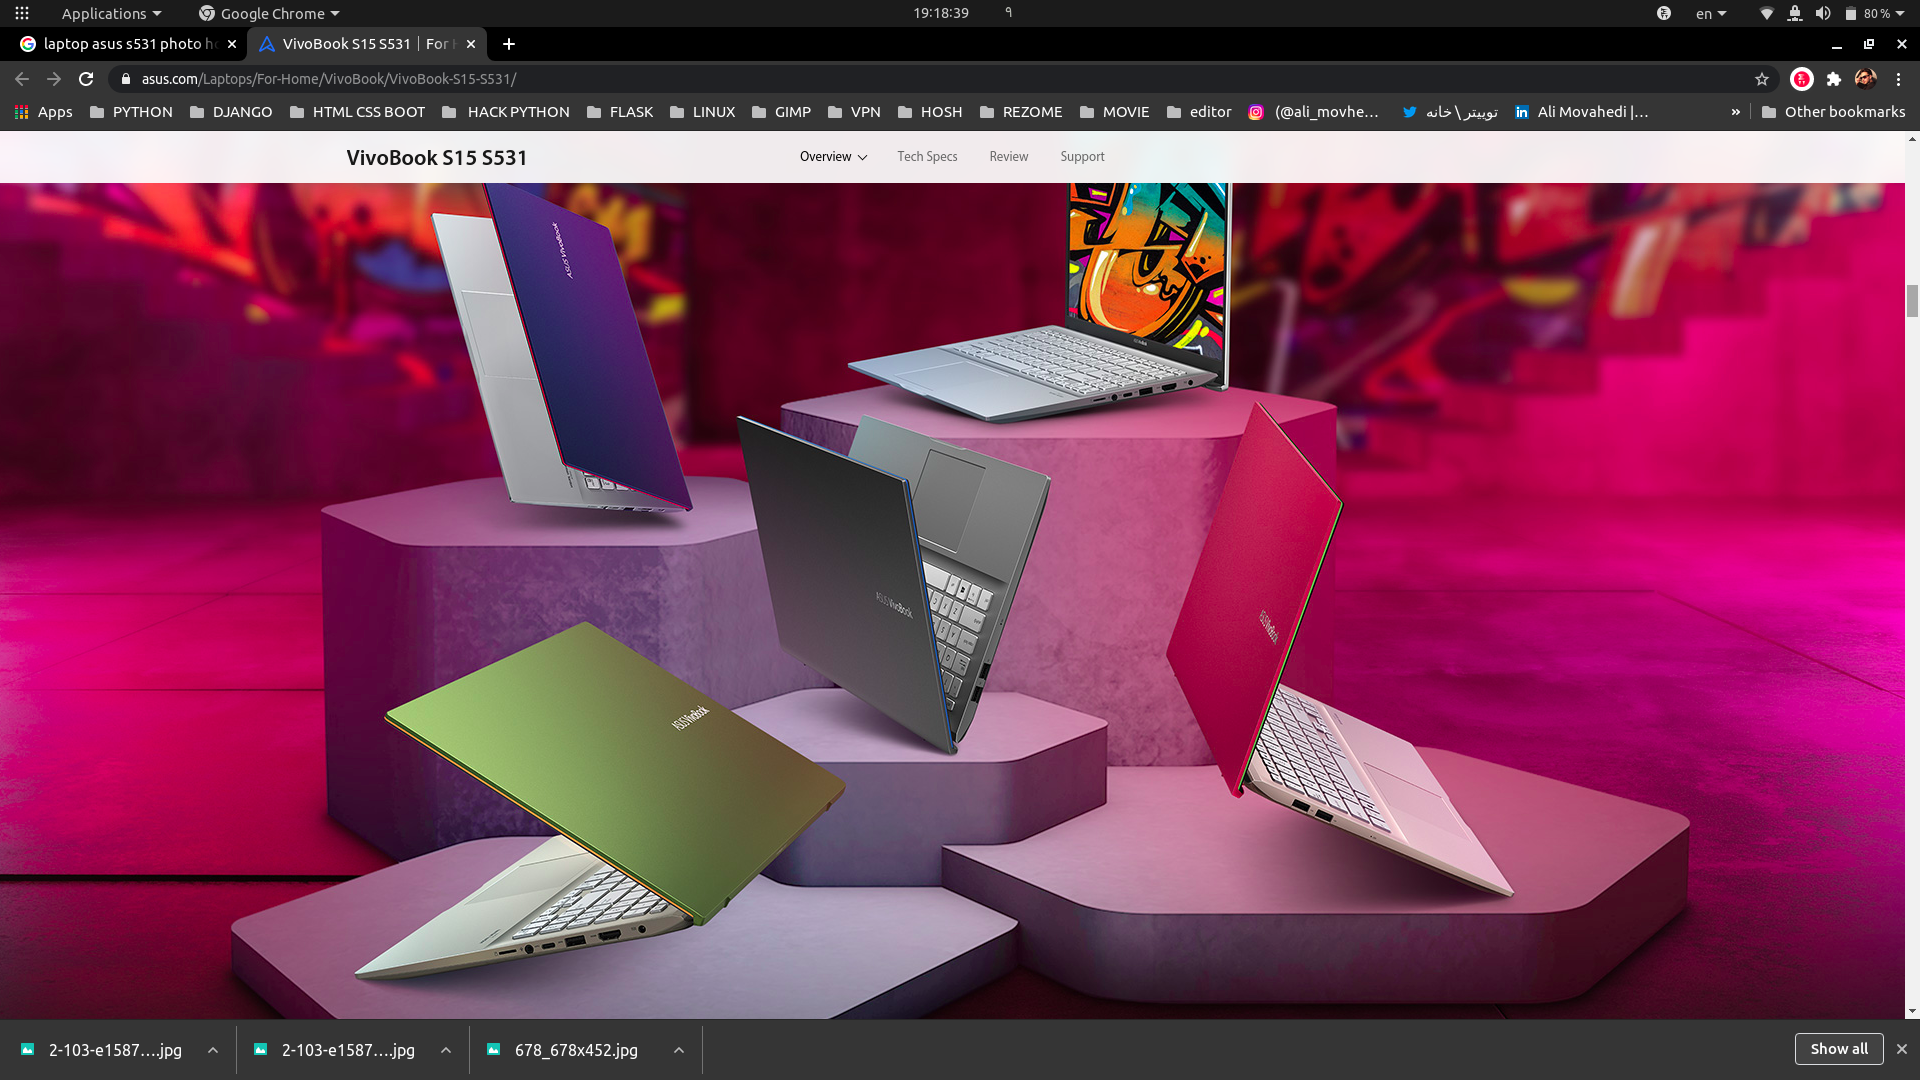 Applications
Google Chrome
19:18:39
٩
en
80 %
laptop asus s531 photo h
VivoBook S15 S531 | For
asus.com/Laptops/For-Home/VivoBook/VivoBook-S15-S531/
Apps
PYTHON
DJANGO
HTML CSS BOOT
HACK PYTHON
FLASK
LINUX
GIMP
VPN
HOSH
REZOME
MOVIE
editor
(@ali_movhe...
توییتر \ خانه
Ali Movahedi |...
»
Other bookmarks
VivoBook S15 S531
Overview
Tech Specs
Review
Support
ASUS VivoBook
ASUS VivoBook
ASUS VivoBook
ASUS VivoBook
2-103-e1587....jpg
2-103-e1587....jpg
678_678x452.jpg
Show all